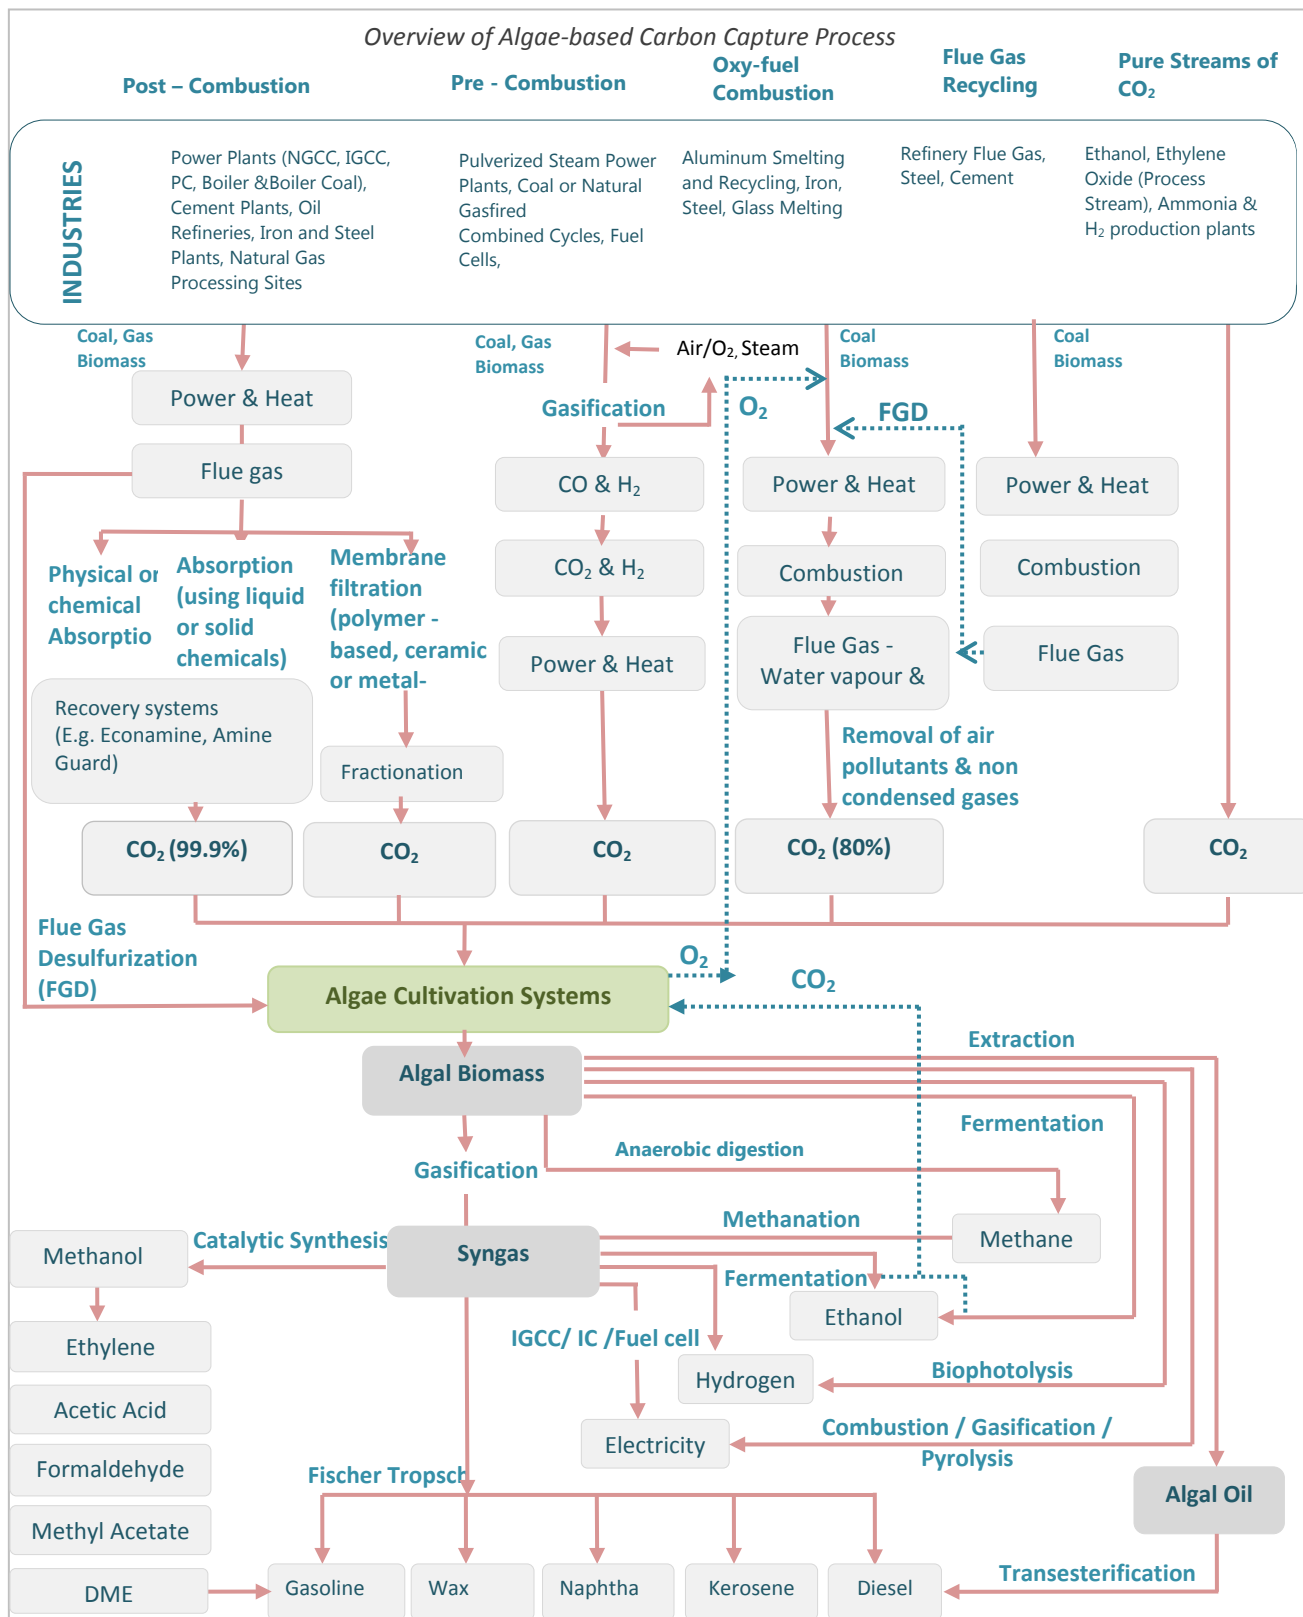 Overview of Algae-based Carbon Capture Process
Post – Combustion
Pre - Combustion
Oxy-fuel
Combustion
Flue Gas
Recycling
Pure Streams of
CO₂
INDUSTRIES
Power Plants (NGCC, IGCC,
PC, Boiler &Boiler Coal),
Cement Plants, Oil
Refineries, Iron and Steel
Plants, Natural Gas
Processing Sites
Pulverized Steam Power
Plants, Coal or Natural
Gasfired
Combined Cycles, Fuel
Cells,
Aluminum Smelting
and Recycling, Iron,
Steel, Glass Melting
Refinery Flue Gas,
Steel, Cement
Ethanol, Ethylene
Oxide (Process
Stream), Ammonia &
H₂ production plants
Coal, Gas
Biomass
Coal, Gas
Biomass
Air/O₂, Steam
Coal
Biomass
Coal
Biomass
Power & Heat
Gasification
O₂
FGD
Flue gas
CO & H₂
Power & Heat
Power & Heat
Physical or
chemical
Absorptio
Absorption
(using liquid
or solid
chemicals)
Membrane
filtration
(polymer -
based, ceramic
or metal-
CO₂ & H₂
Combustion
Combustion
Power & Heat
Flue Gas -
Water vapour &
Flue Gas
Recovery systems
(E.g. Econamine, Amine
Guard)
Fractionation
Removal of air
pollutants & non
condensed gases
CO₂ (99.9%)
CO₂
CO₂
CO₂ (80%)
CO₂
Flue Gas
Desulfurization
(FGD)
O₂
CO₂
Algae Cultivation Systems
Extraction
Algal Biomass
Fermentation
Anaerobic digestion
Gasification
Methanation
Methane
Methanol
Catalytic Synthesis
Syngas
Fermentation
Ethanol
Ethylene
IGCC/ IC /Fuel cell
Hydrogen
Biophotolysis
Acetic Acid
Electricity
Combustion / Gasification /
Pyrolysis
Formaldehyde
Fischer Tropsch
Algal Oil
Methyl Acetate
Transesterification
DME
Gasoline
Wax
Naphtha
Kerosene
Diesel